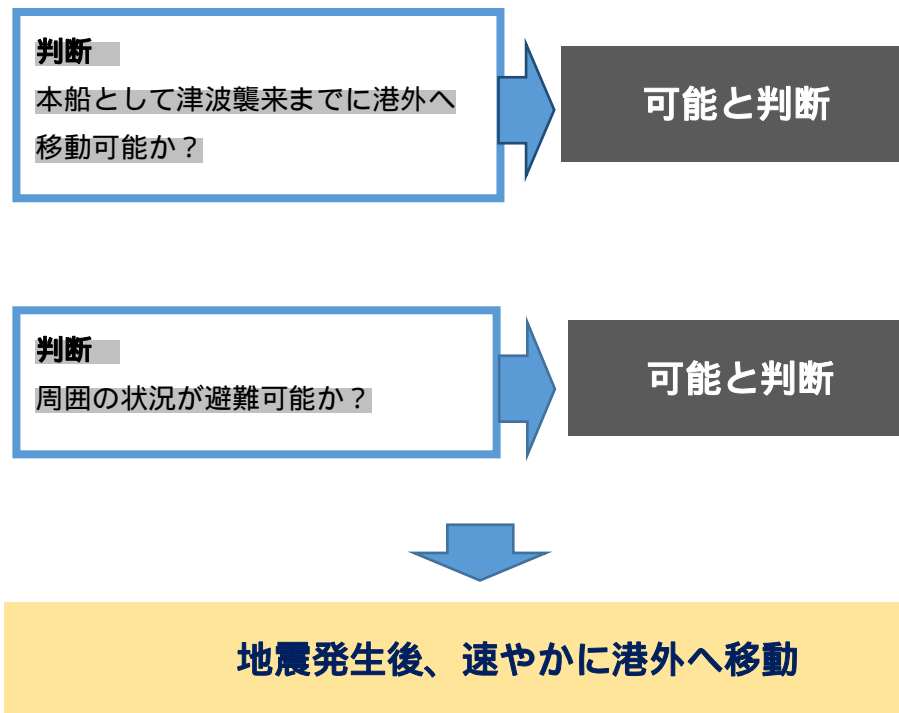 判断
本船として津波襲来までに港外へ
移動可能か？
可能と判断
判断
周囲の状況が避難可能か？
可能と判断
地震発生後、速やかに港外へ移動